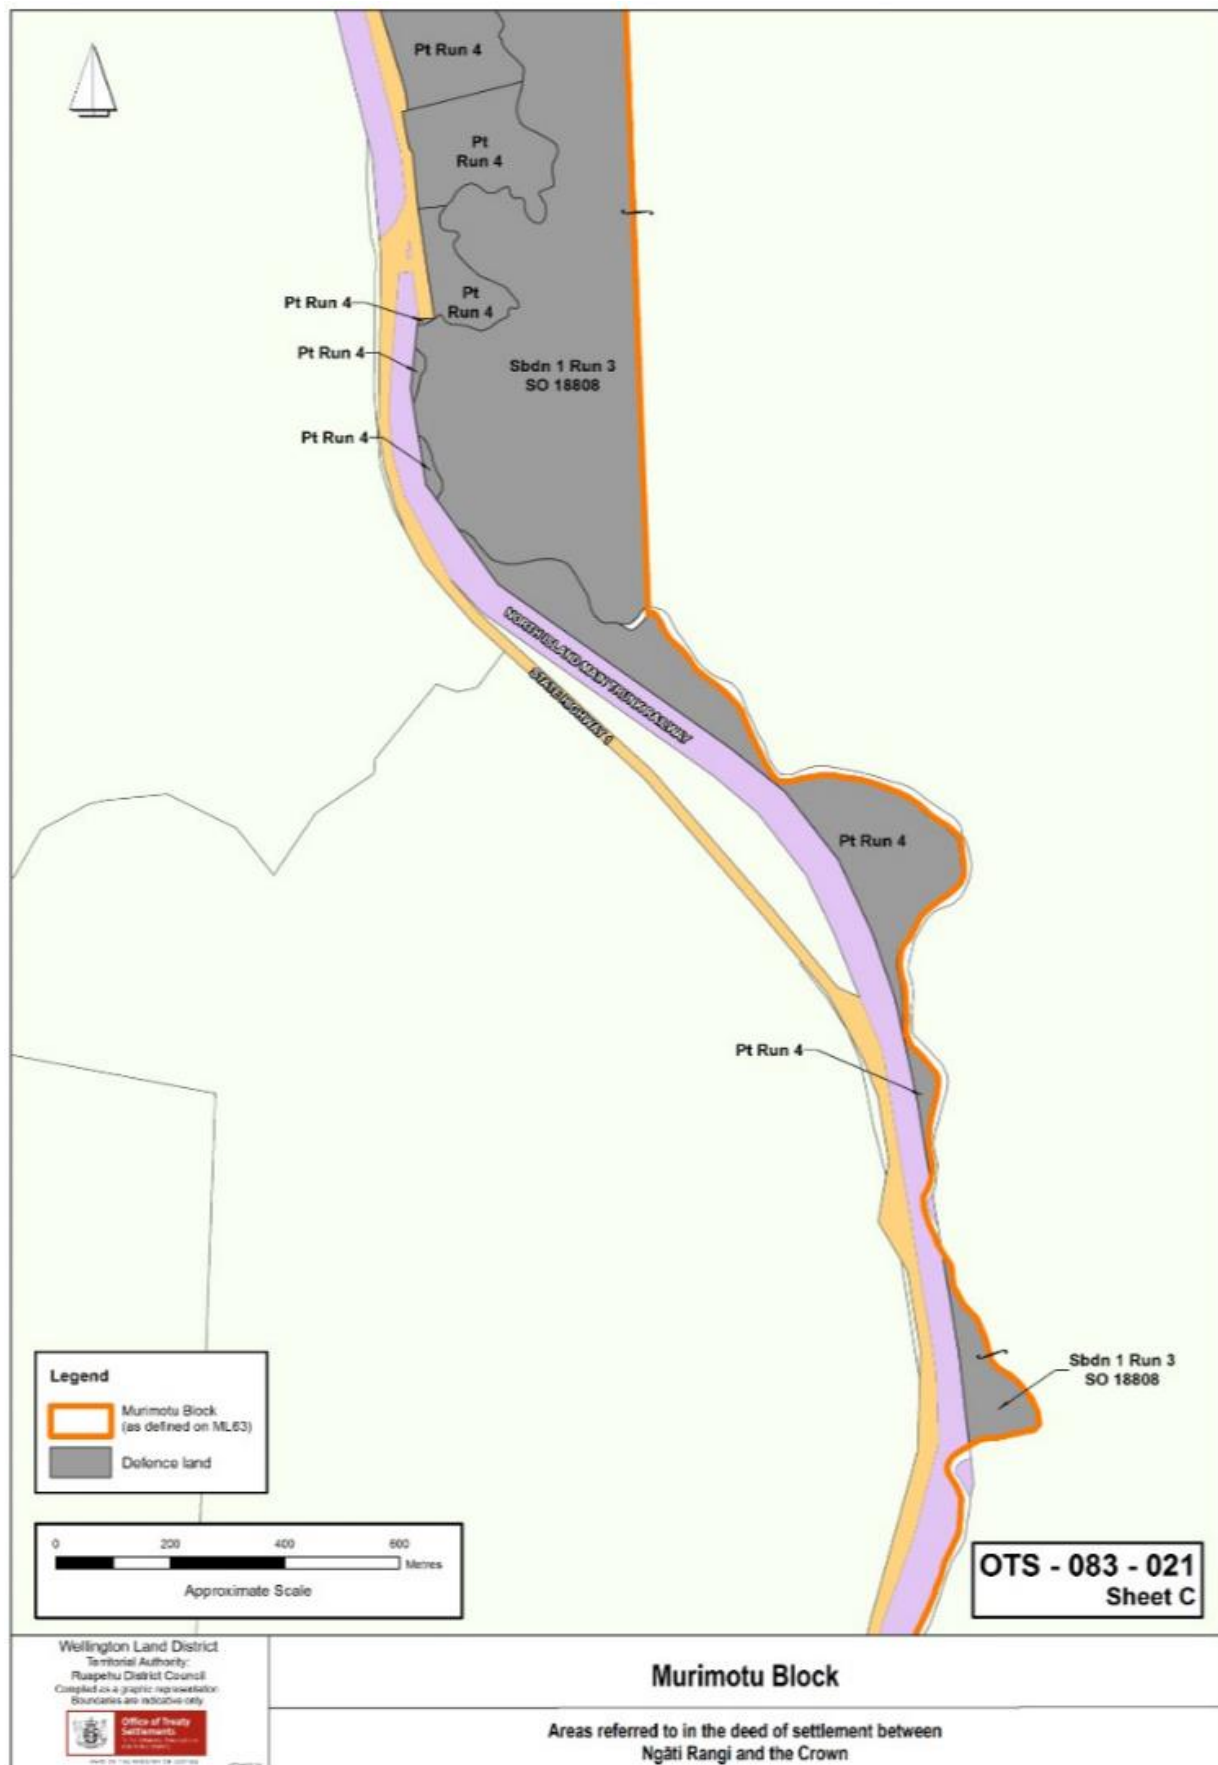 Pt Run 4
Pt
Run 4
Pt Run 4
Pt
Run 4
Pt Run 4
Sbdn 1 Run 3
SO 18808
Pt Run 4
NORTH ISLAND MAIN TRUNK RAILWAY
STATE HIGHWAY 1
Pt Run 4
Pt Run 4
Sbdn 1 Run 3
SO 18808
Legend
Murimotu Block
(as defined on ML63)
Defence land
0 200 400 600
Metres
Approximate Scale
OTS - 083 - 021
Sheet C
Wellington Land District
Territorial Authority:
Ruapehu District Council
Compiled as a graphic representation
Boundaries are indicative only
Office of Treaty
Settlements
Murimotu Block
Areas referred to in the deed of settlement between
Ngāti Rangi and the Crown